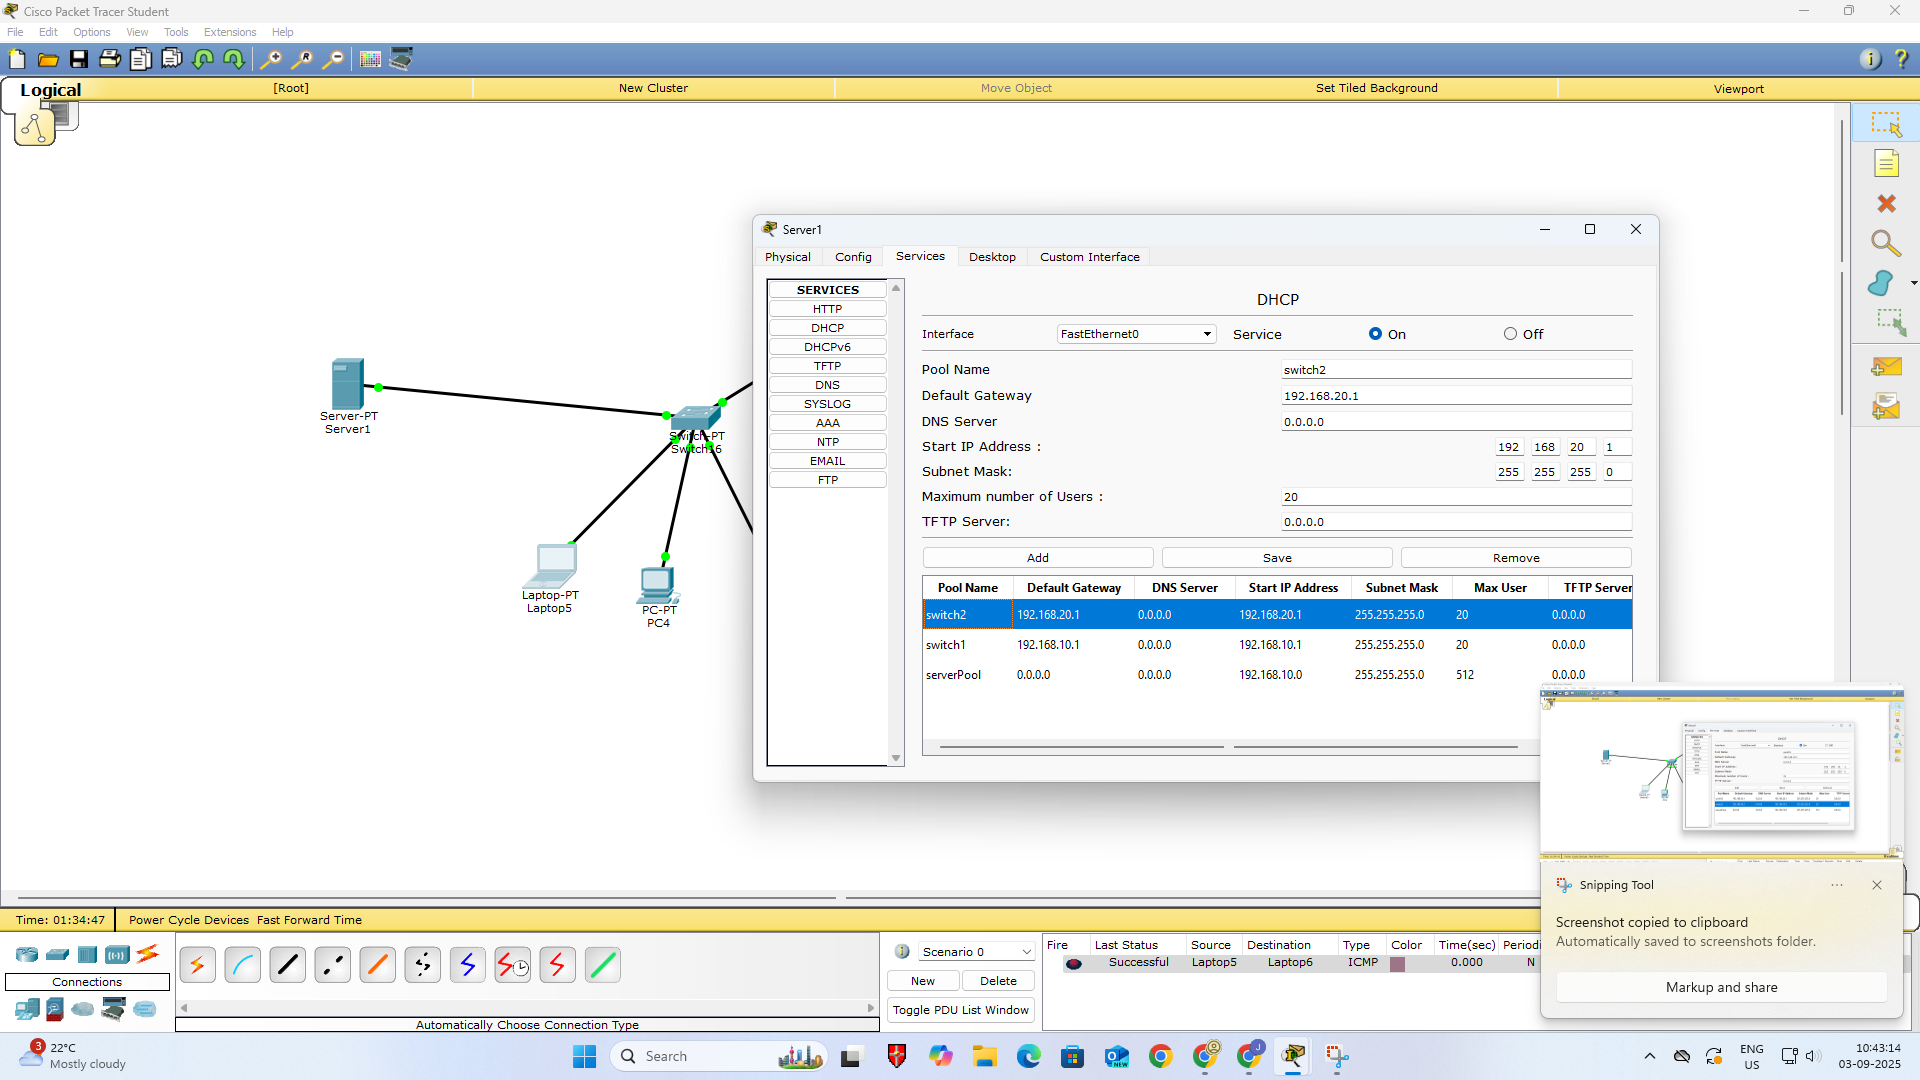 Cisco Packet Tracer Student
File Edit Options View Tools Extensions Help
Logical [Root] New Cluster Move Object Set Tiled Background Viewport
Server1
Physical Config Services Desktop Custom Interface
SERVICES
HTTP
DHCP
DHCPv6
TFTP
DNS
SYSLOG
AAA
NTP
EMAIL
FTP
DHCP
Interface FastEthernet0 Service On Off
Pool Name switch2
Default Gateway 192.168.20.1
DNS Server 0.0.0.0
Start IP Address : 192 168 20 1
Subnet Mask: 255 255 255 0
Maximum number of Users : 20
TFTP Server: 0.0.0.0
Add Save Remove
Pool Name Default Gateway DNS Server Start IP Address Subnet Mask Max User TFTP Server
switch2 192.168.20.1 0.0.0.0 192.168.20.1 255.255.255.0 20 0.0.0.0
switch1 192.168.10.1 0.0.0.0 192.168.10.1 255.255.255.0 20 0.0.0.0
serverPool 0.0.0.0 0.0.0.0 192.168.10.0 255.255.255.0 512 0.0.0.0
Server-PT
Server1
Switch-PT
Switch16
Laptop-PT
Laptop5
PC-PT
PC4
Snipping Tool
Screenshot copied to clipboard
Automatically saved to screenshots folder.
Markup and share
Time: 01:34:47 Power Cycle Devices Fast Forward Time
Connections
Automatically Choose Connection Type
Scenario 0
New Delete
Toggle PDU List Window
Fire Last Status Source Destination Type Color Time(sec) Periodi
Successful Laptop5 Laptop6 ICMP 0.000 N
3
22°C
Mostly cloudy
Search
NEW
ENG
US
10:43:14
03-09-2025